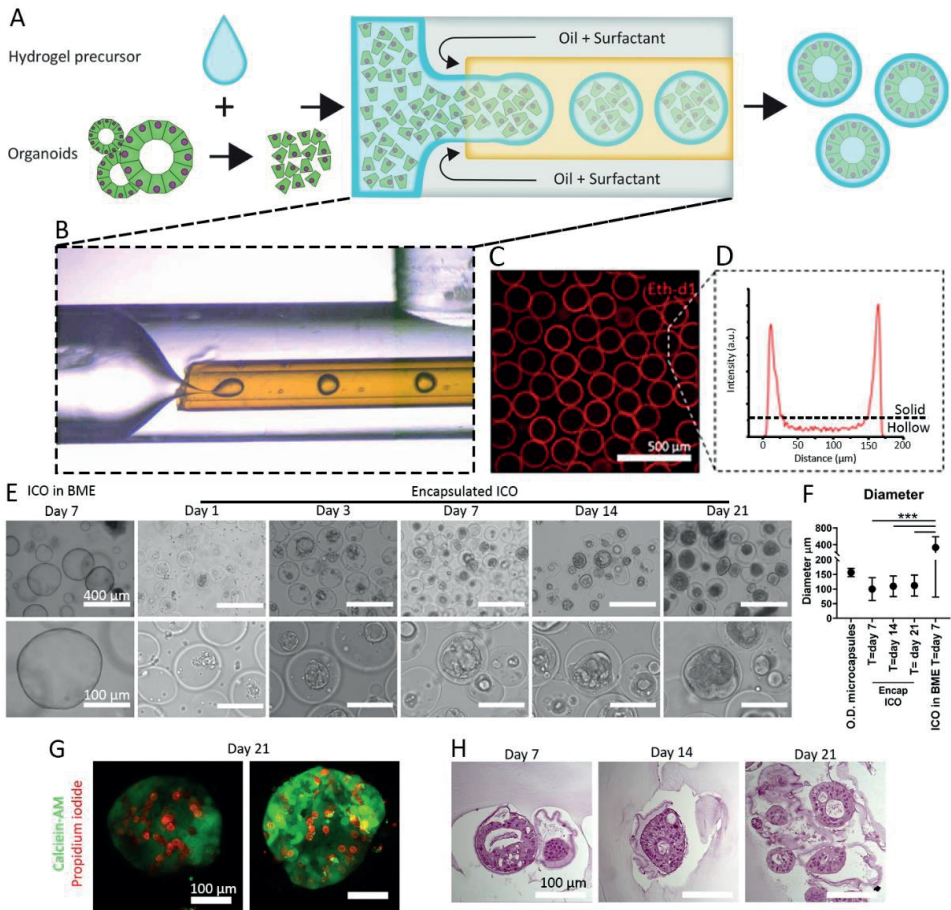 A
Hydrogel precursor
Organoids
Oil + Surfactant
Oil + Surfactant
B
C
Eth-d1
500 µm
D
Intensity (a.u.)
Solid
Hollow
0 50 100 150 200
Distance (µm)
E
ICO in BME
Encapsulated ICO
Day 7
Day 1
Day 3
Day 7
Day 14
Day 21
400 µm
100 µm
F
Diameter
***
Diameter µm
800
400
200
150
100
50
0
O.D. microcapsules
T=day 7
T=day 14
T= day 21
ICO in BME T=day 7
Encap
ICO
G
Day 21
Calciein-AM
Propidium iodide
100 µm
H
Day 7
Day 14
Day 21
100 µm